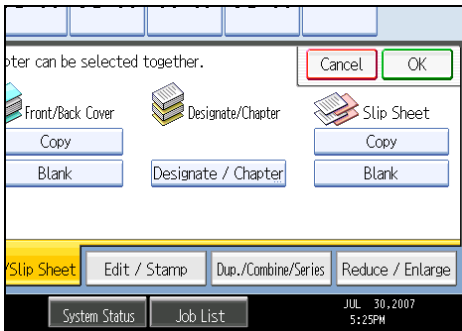 pter can be selected together.
Cancel
OK
Front/Back Cover
Designate/Chapter
Slip Sheet
Copy
Copy
Blank
Designate / Chapter
Blank
/Slip Sheet
Edit / Stamp
Dup./Combine/Series
Reduce / Enlarge
System Status
Job List
JUL 30,2007
5:25PM